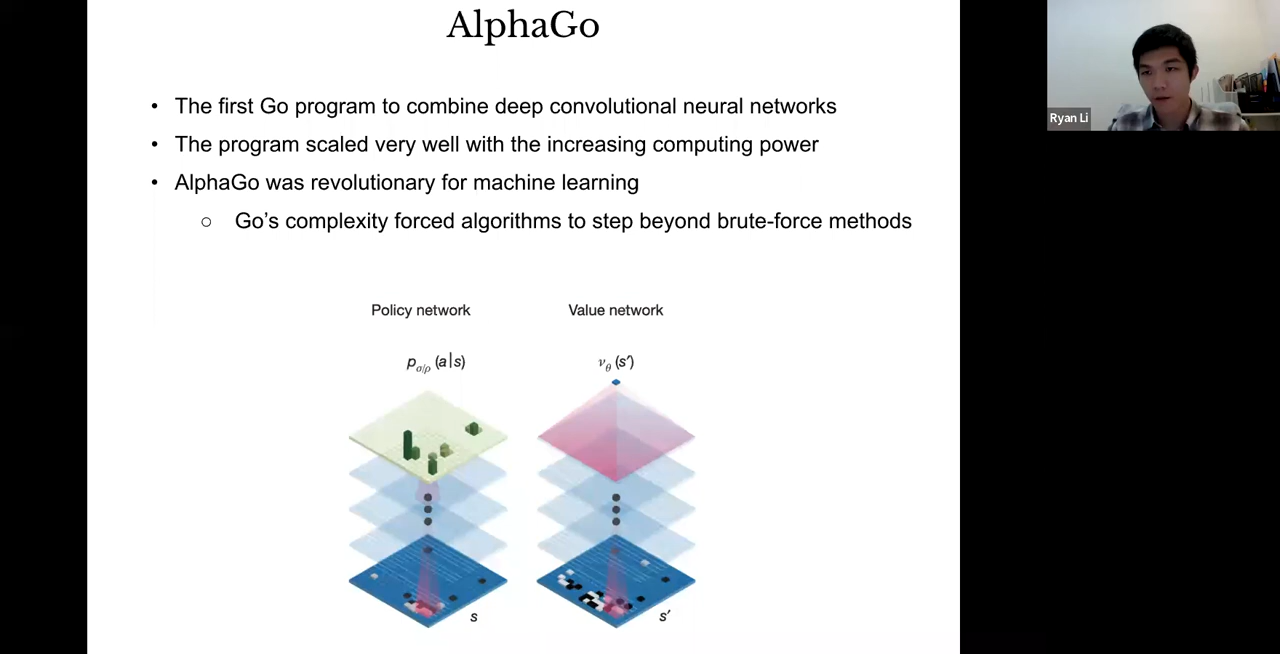 AlphaGo
• The first Go program to combine deep convolutional neural networks
• The program scaled very well with the increasing computing power
• AlphaGo was revolutionary for machine learning
○ Go’s complexity forced algorithms to step beyond brute-force methods
Policy network
Value network
p σ/ρ (a|s)
ν θ (s′)
s
s′
Ryan Li